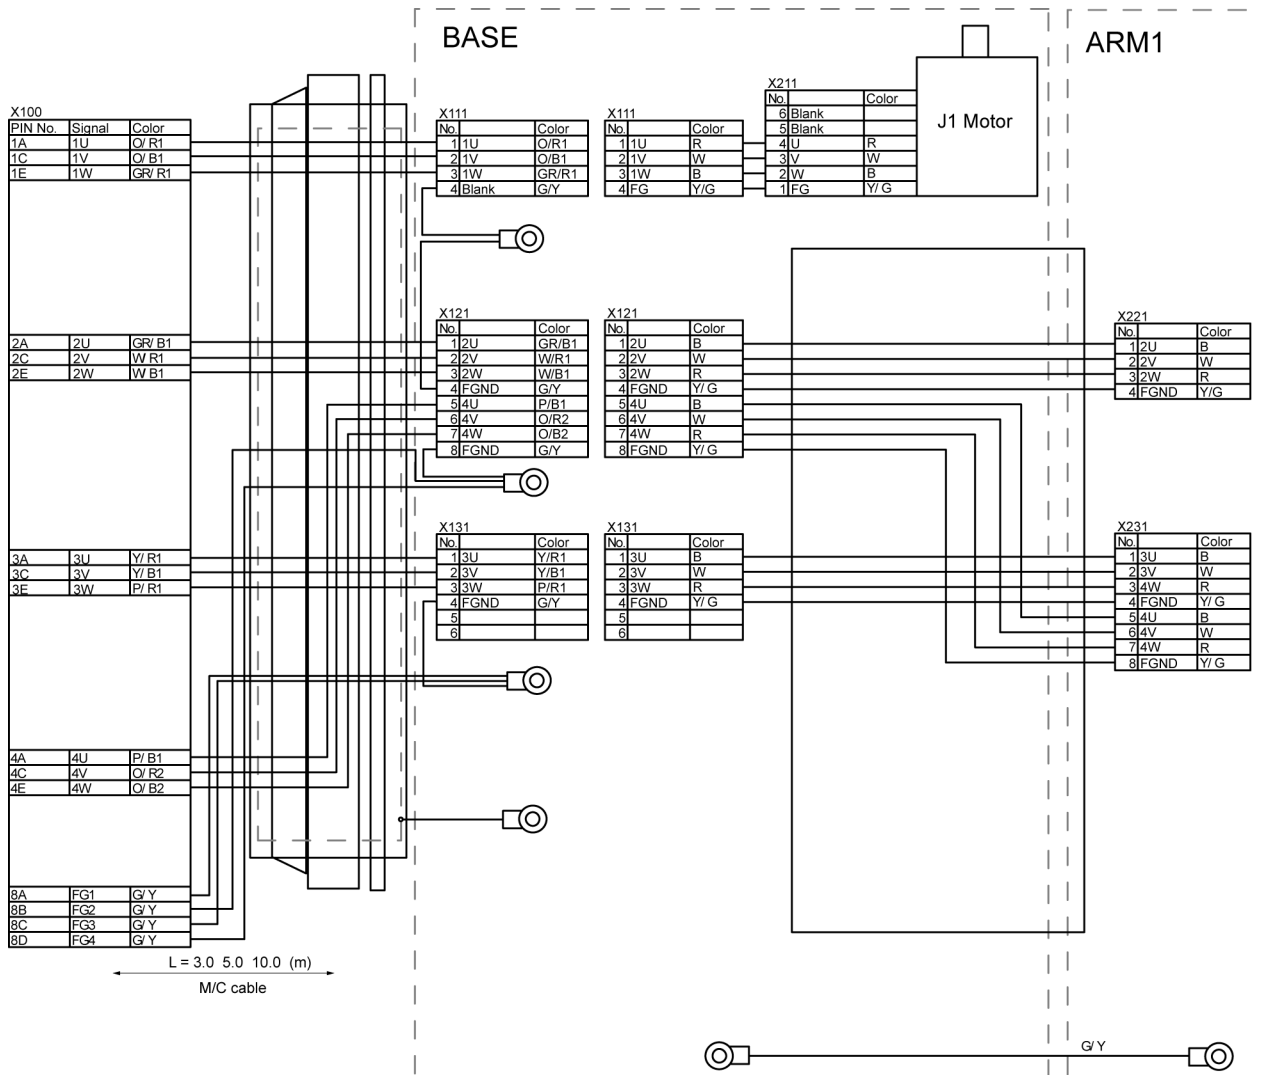 BASE
ARM1
X100
PIN No. Signal Color
1A 1U O/ R1
1C 1V O/ B1
1E 1W GR/ R1
2A 2U GR/ B1
2C 2V W/ R1
2E 2W W/ B1
3A 3U Y/ R1
3C 3V Y/ B1
3E 3W P/ R1
4A 4U P/ B1
4C 4V O/ R2
4E 4W O/ B2
8A FG1 G/ Y
8B FG2 G/ Y
8C FG3 G/ Y
8D FG4 G/ Y
L = 3.0 5.0 10.0 (m)
M/C cable
X111
No. Color
1 1U O/R1
2 1V O/B1
3 1W GR/R1
4 Blank G/Y
X111
No. Color
1 1U R
2 1V W
3 1W B
4 FG Y/G
X211
No. Color
6 Blank
5 Blank
4 U R
3 V W
2 W B
1 FG Y/ G
J1 Motor
X121
No. Color
1 2U GR/B1
2 2V W/R1
3 2W W/B1
4 FGND G/Y
5 4U P/B1
6 4V O/R2
7 4W O/B2
8 FGND G/Y
X121
No. Color
1 2U B
2 2V W
3 2W R
4 FGND Y/ G
5 4U B
6 4V W
7 4W R
8 FGND Y/ G
X221
No. Color
1 2U B
2 2V W
3 2W R
4 FGND Y/G
X131
No. Color
1 3U Y/R1
2 3V Y/B1
3 3W P/R1
4 FGND G/Y
5
6
X131
No. Color
1 3U B
2 3V W
3 3W R
4 FGND Y/ G
5
6
X231
No. Color
1 3U B
2 3V W
3 4W R
4 FGND Y/ G
5 4U B
6 4V W
7 4W R
8 FGND Y/ G
G/ Y